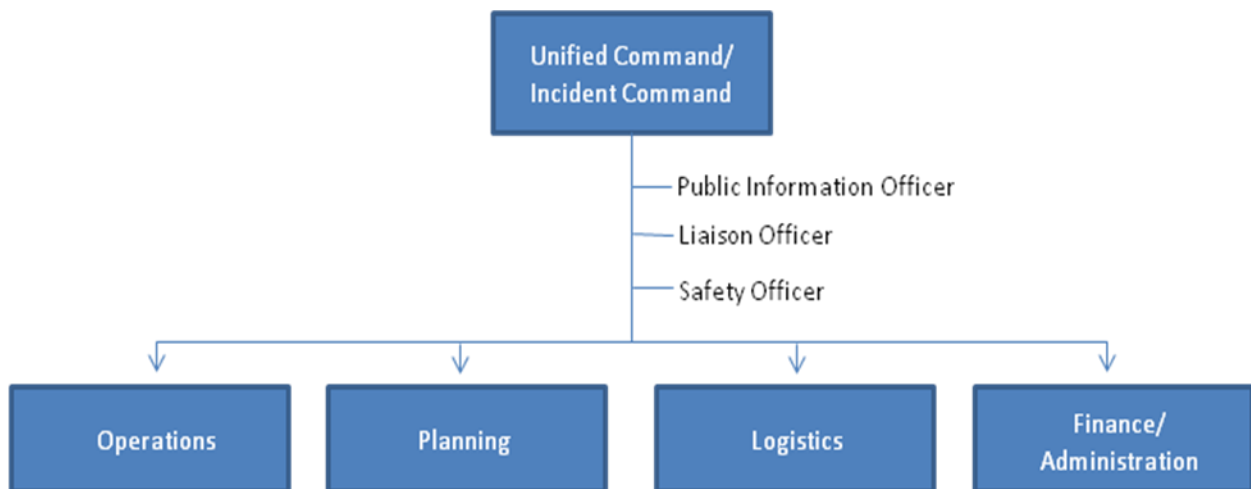 Unified Command/
Incident Command
Public Information Officer
Liaison Officer
Safety Officer
Operations
Planning
Logistics
Finance/
Administration